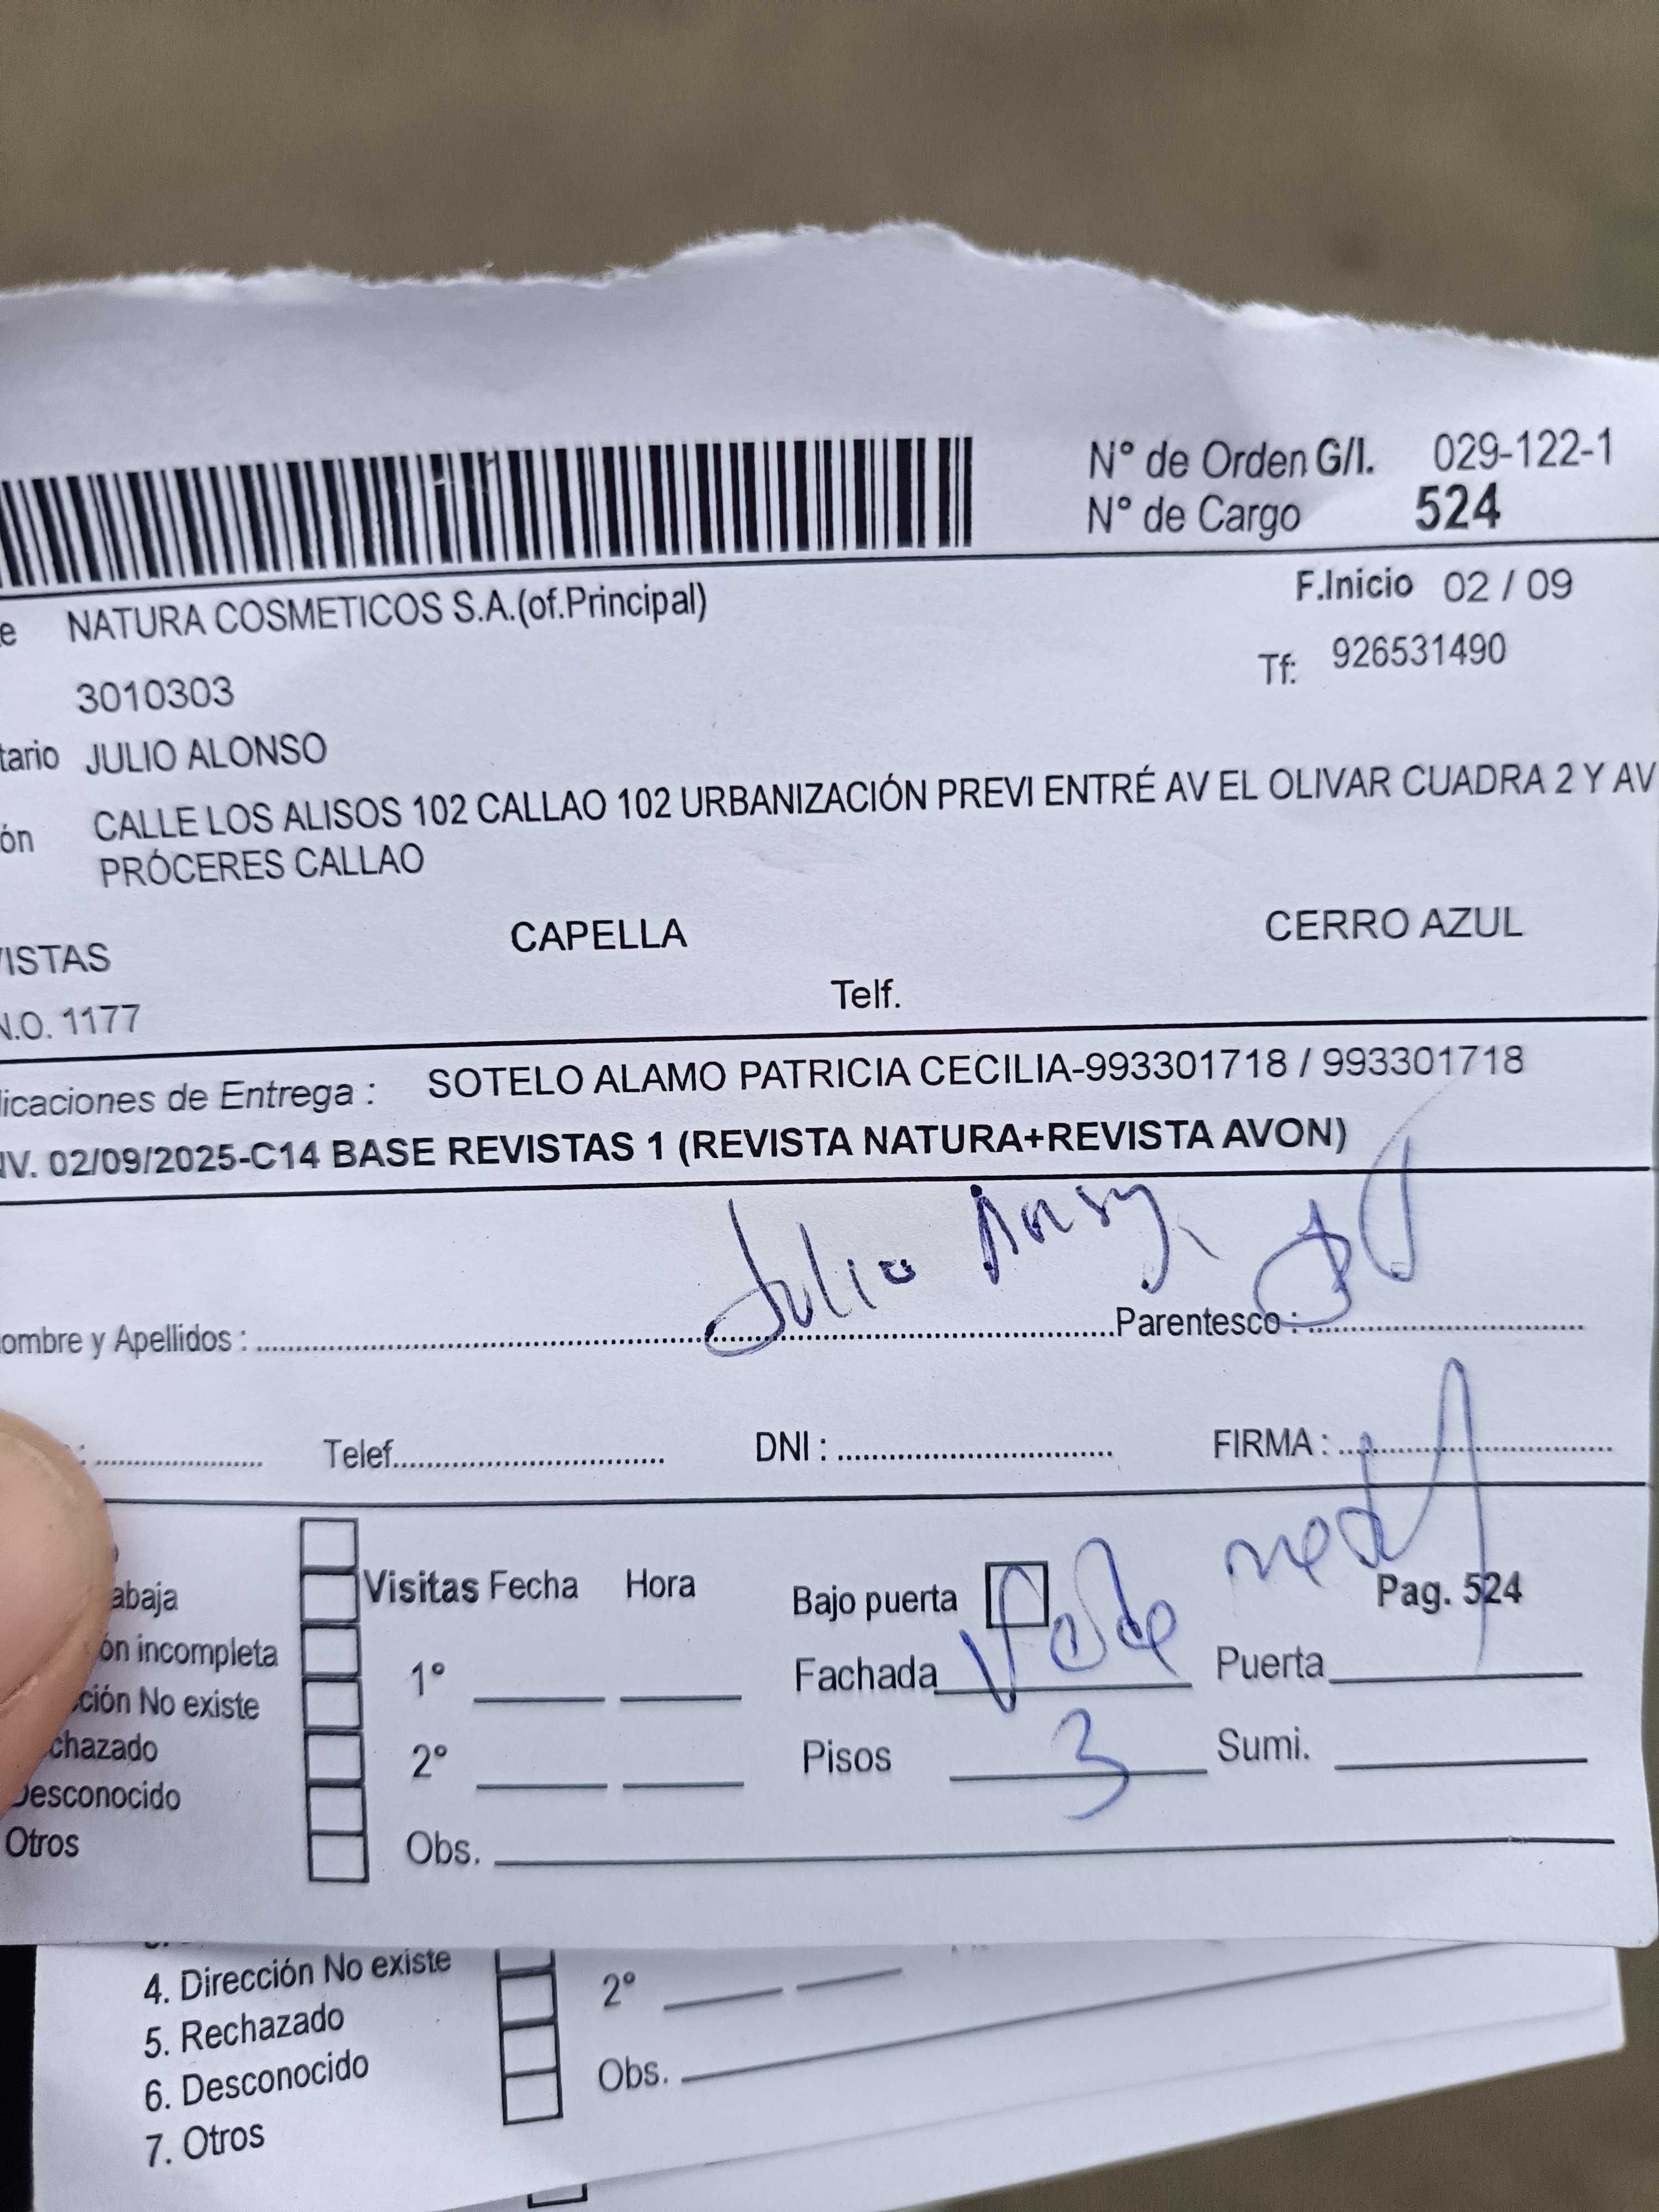 N° de Orden G/I. 029-122-1
N° de Cargo 524
e NATURA COSMETICOS S.A.(of.Principal) F.Inicio 02 / 09
3010303 Tf: 926531490
tario JULIO ALONSO
ón CALLE LOS ALISOS 102 CALLAO 102 URBANIZACIÓN PREVI ENTRÉ AV EL OLIVAR CUADRA 2 Y AV
PRÓCERES CALLAO
VISTAS CAPELLA CERRO AZUL
N.O. 1177 Telf.
dicaciones de Entrega : SOTELO ALAMO PATRICIA CECILIA-993301718 / 993301718
NV. 02/09/2025-C14 BASE REVISTAS 1 (REVISTA NATURA+REVISTA AVON)
Julio
ombre y Apellidos : Parentesco :
: Telef. DNI : FIRMA :
abaja Visitas Fecha Hora Bajo puerta Pag. 524
ón incompleta 1° Fachada Puerta
ción No existe
chazado 2° Pisos 3 Sumi.
Desconocido
Otros Obs.
4. Dirección No existe 2°
5. Rechazado
6. Desconocido Obs.
7. Otros